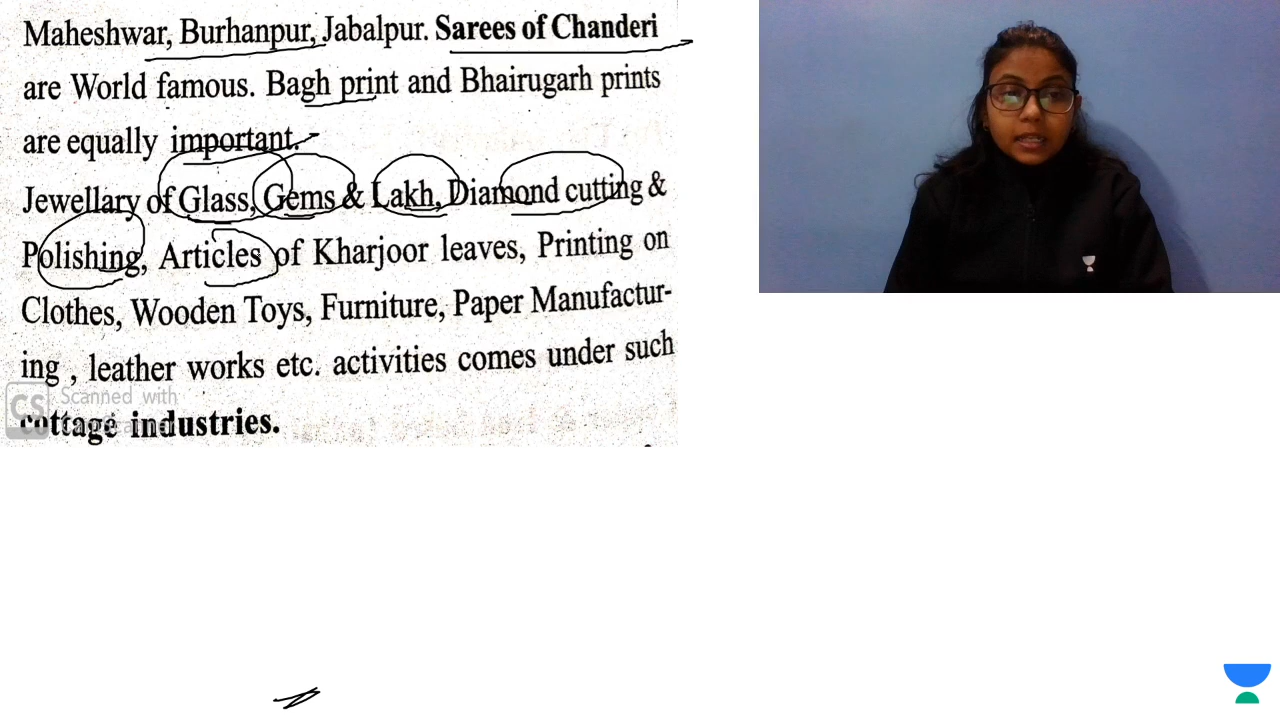 Maheshwar, Burhanpur, Jabalpur. Sarees of Chanderi
are World famous. Bagh print and Bhairugarh prints
are equally important.
Jewellary of Glass, Gems & Lakh, Diamond cutting &
Polishing, Articles of Kharjoor leaves, Printing on
Clothes, Wooden Toys, Furniture, Paper Manufactur-
ing , leather works etc. activities comes under such
CS Scanned with
cottage industries.